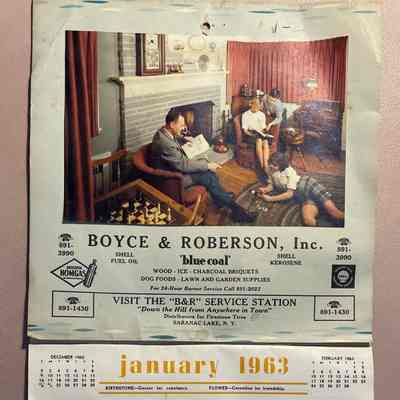 BOYCE & ROBERSON, Inc.
891-
3990
SHELL
FUEL OIL
'blue coal'
SHELL
KEROSENE
891-
3990
WOOD - ICE - CHARCOAL BRIQUETS
DOG FOODS - LAWN AND GARDEN SUPPLIES
HOMGAS
For 24-Hour Burner Service Call 891-2027
891-1430
VISIT THE "B&R" SERVICE STATION
891-1430
"Down the Hill from Anywhere in Town"
Distributors for Firestone Tires
SARANAC LAKE, N. Y.
DECEMBER 1962
january 1963
FEBRUARY 1963
BIRTHSTONE—Garnet for constancy.
FLOWER—Carnation for friendship.